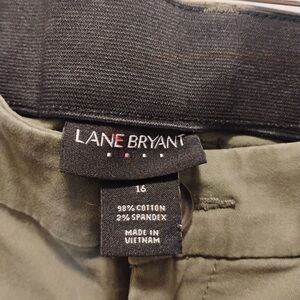 LANE BRYANT
16
98% COTTON
2% SPANDEX
MADE IN
VIETNAM